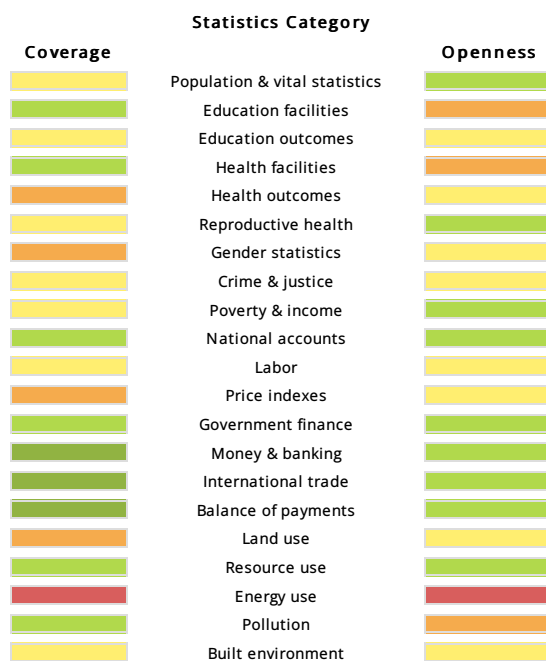 Statistics Category
Coverage
Openness
Population & vital statistics
Education facilities
Education outcomes
Health facilities
Health outcomes
Reproductive health
Gender statistics
Crime & justice
Poverty & income
National accounts
Labor
Price indexes
Government finance
Money & banking
International trade
Balance of payments
Land use
Resource use
Energy use
Pollution
Built environment